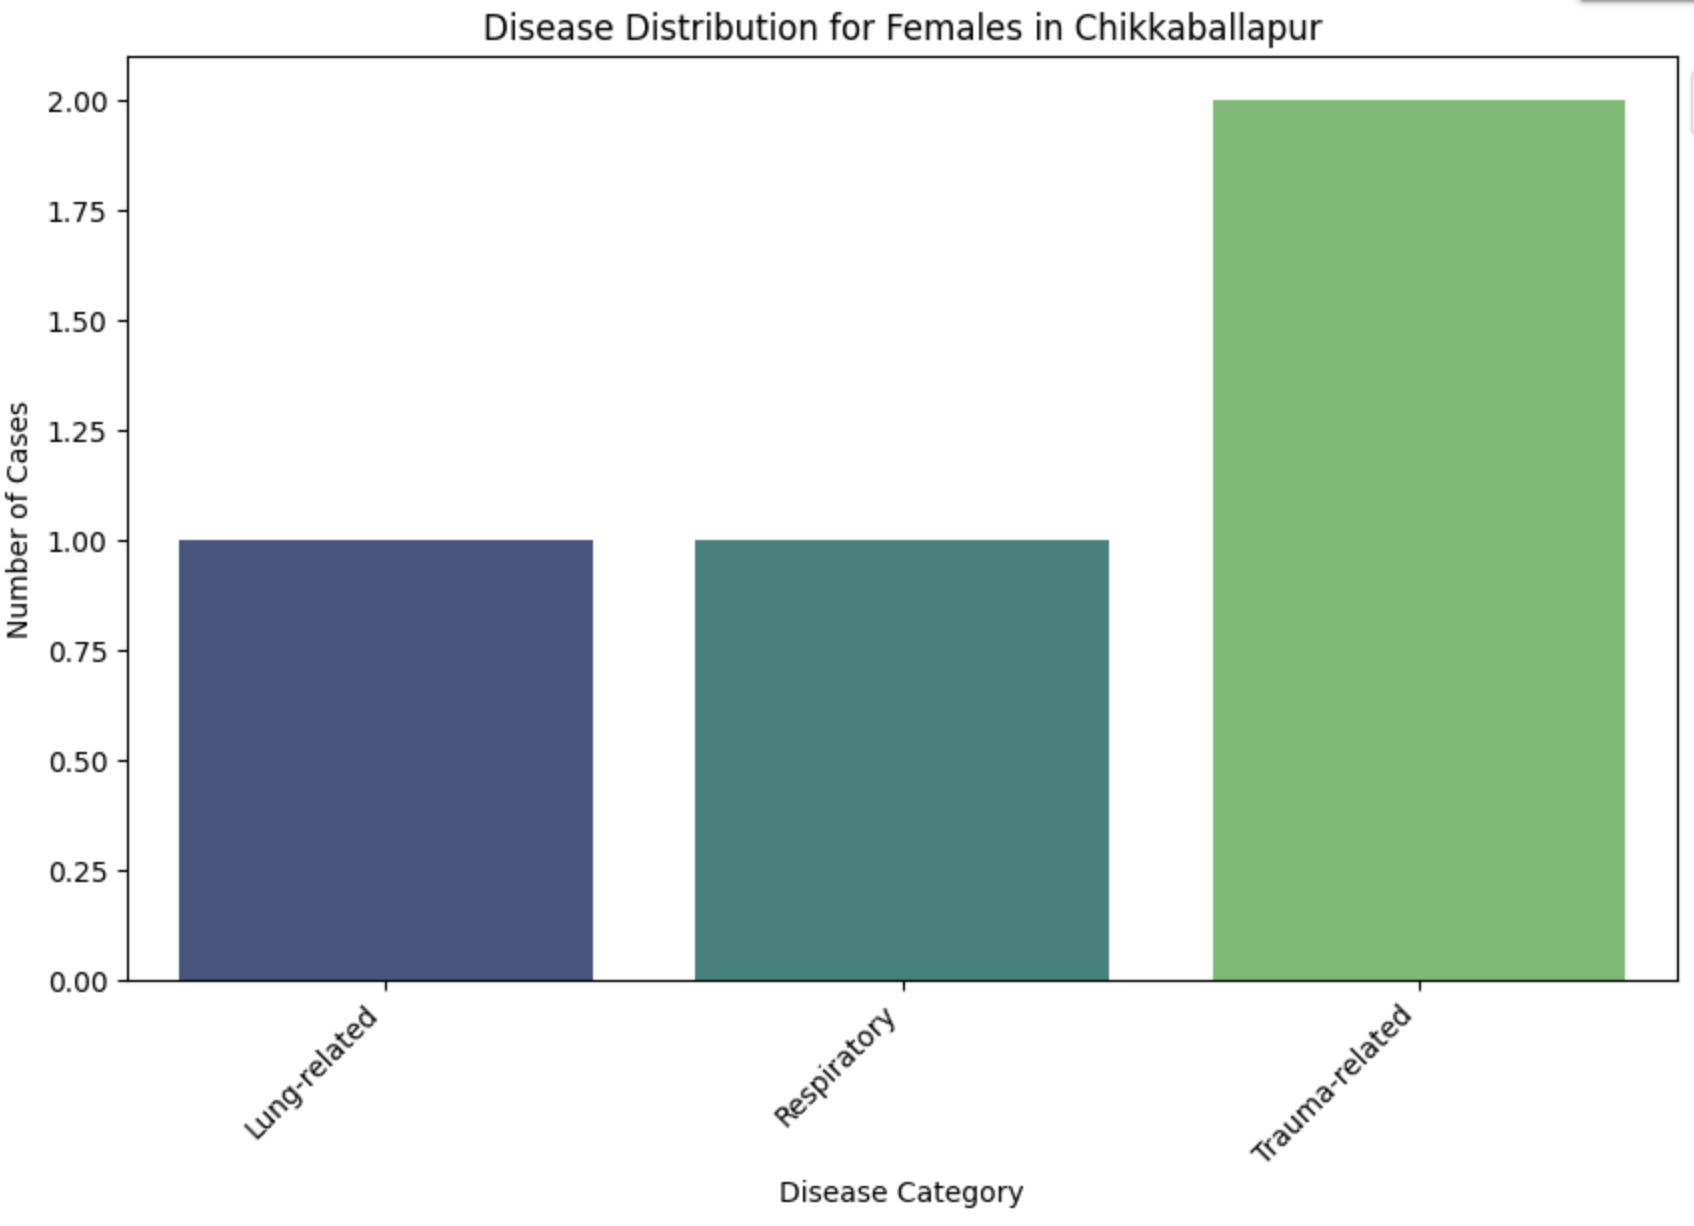 Disease Distribution for Females in Chikkaballapur
Number of Cases
2.00
1.75
1.50
1.25
1.00
0.75
0.50
0.25
0.00
Lung-related
Respiratory
Trauma-related
Disease Category